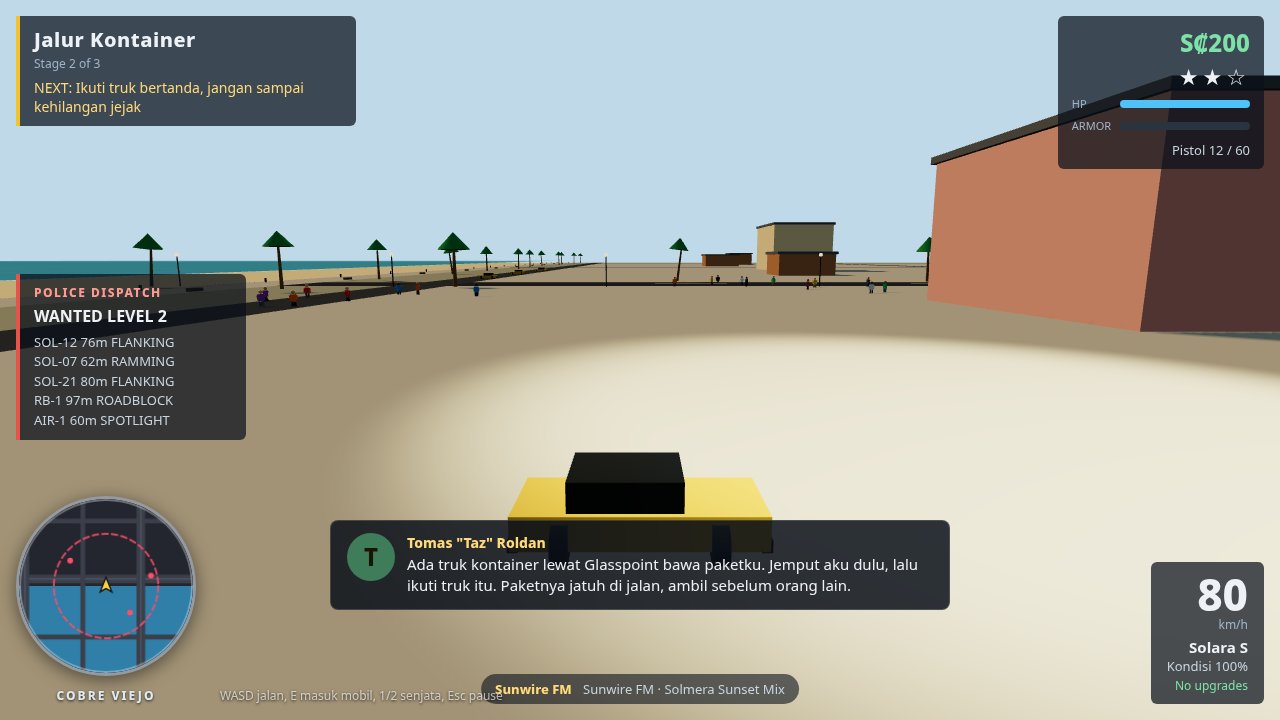 Jalur Kontainer
Stage 2 of 3
NEXT: Ikuti truk bertanda, jangan sampai
kehilangan jejak
S₡200
★ ★ ☆
HP
ARMOR
Pistol 12 / 60
POLICE DISPATCH
WANTED LEVEL 2
SOL-12 76m FLANKING
SOL-07 62m RAMMING
SOL-21 80m FLANKING
RB-1 97m ROADBLOCK
AIR-1 60m SPOTLIGHT
T
Tomas "Taz" Roldan
Ada truk kontainer lewat Glasspoint bawa paketku. Jemput aku dulu, lalu
ikuti truk itu. Paketnya jatuh di jalan, ambil sebelum orang lain.
80
km/h
Solara S
Kondisi 100%
No upgrades
COBRE VIEJO
WASD jalan, E masuk mobil, 1/2 senjata, Esc pause
Sunwire FM Sunwire FM · Solmera Sunset Mix